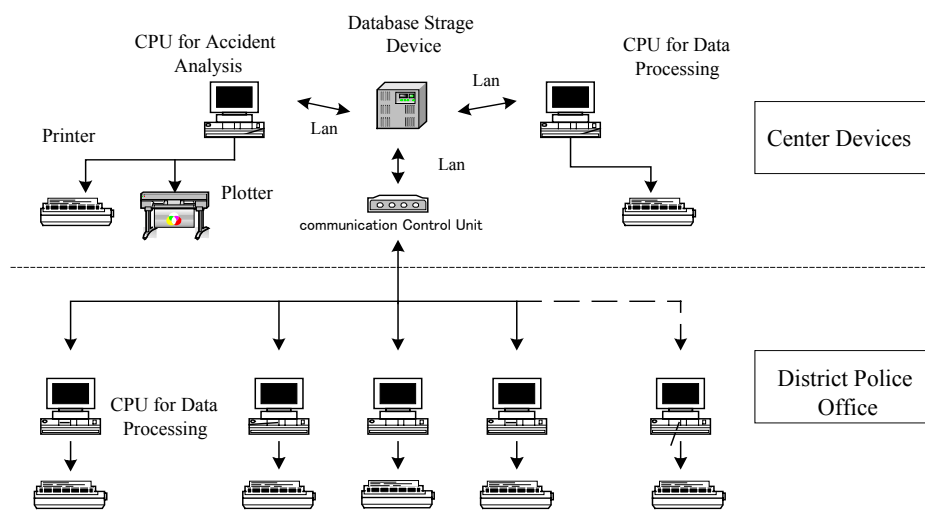 Database Strage
Device
CPU for Accident
Analysis
CPU for Data
Processing
Lan
Lan
Printer
Center Devices
Lan
Plotter
communication Control Unit
District Police
Office
CPU for Data
Processing